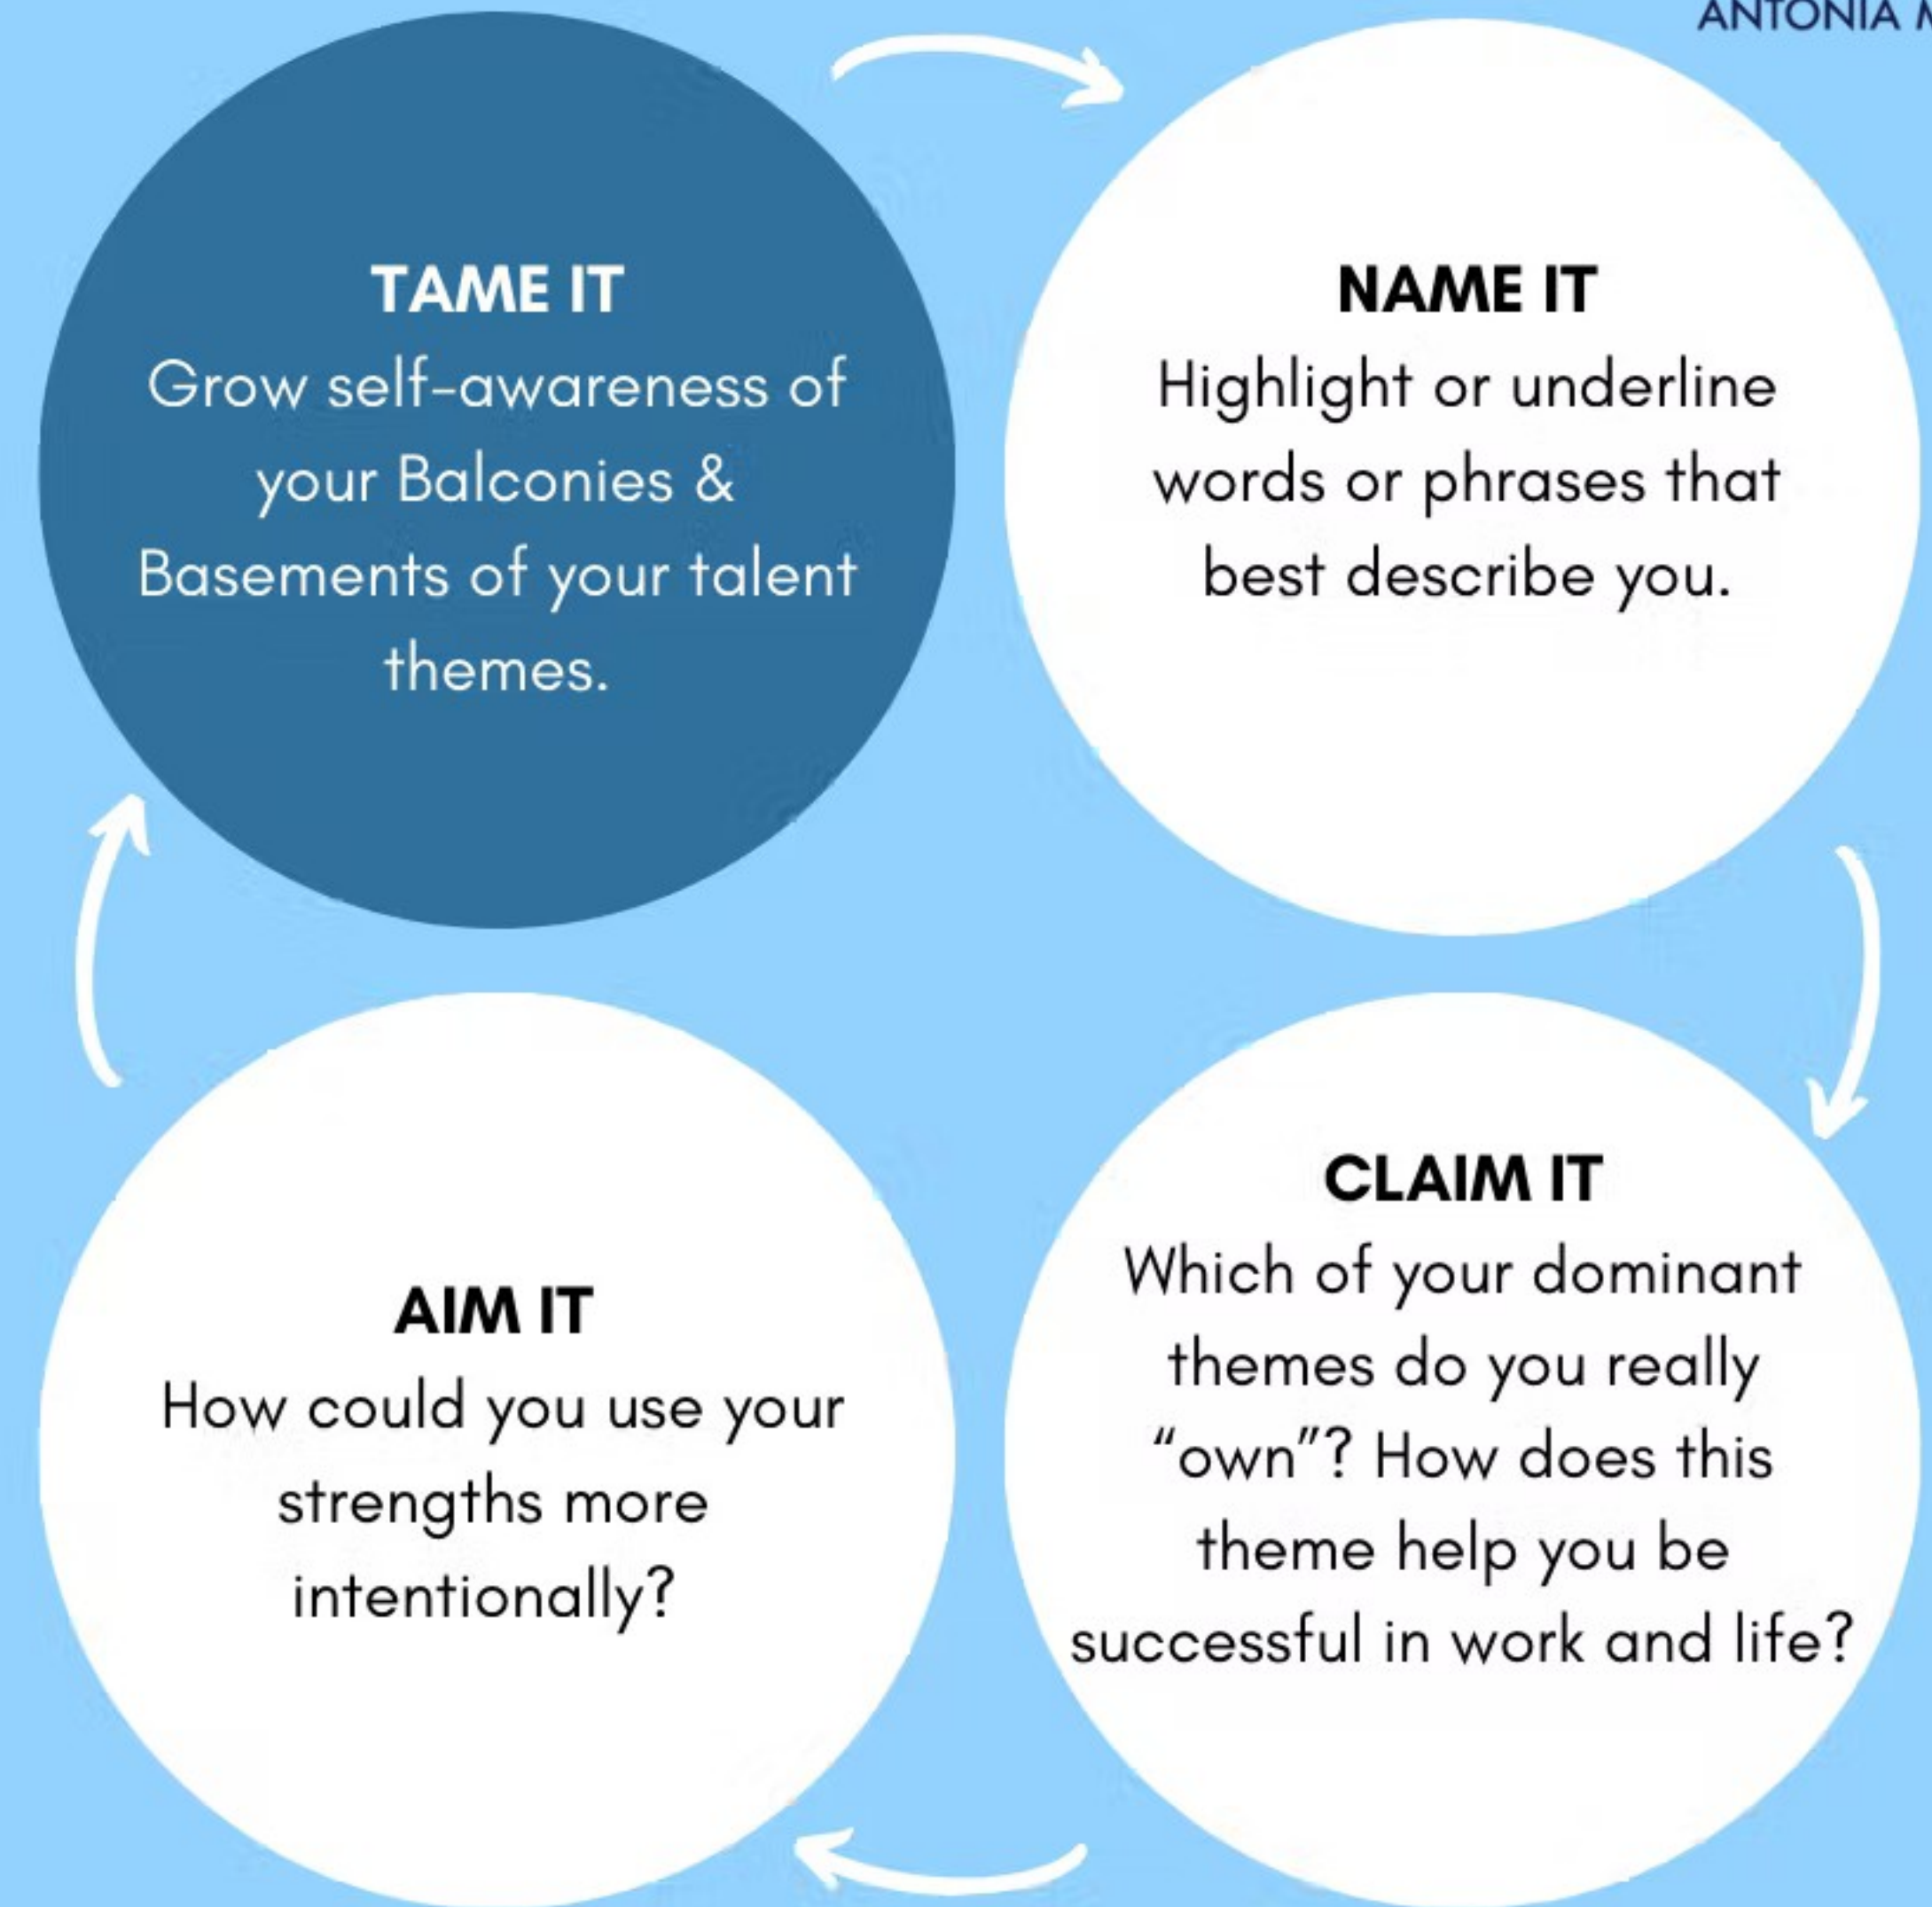 ANTONIA
TAME IT
Grow self-awareness of
your Balconies &
Basements of your talent
themes.
NAME IT
Highlight or underline
words or phrases that
best describe you.
AIM IT
How could you use your
strengths more
intentionally?
CLAIM IT
Which of your dominant
themes do you really
“own”? How does this
theme help you be
successful in work and life?